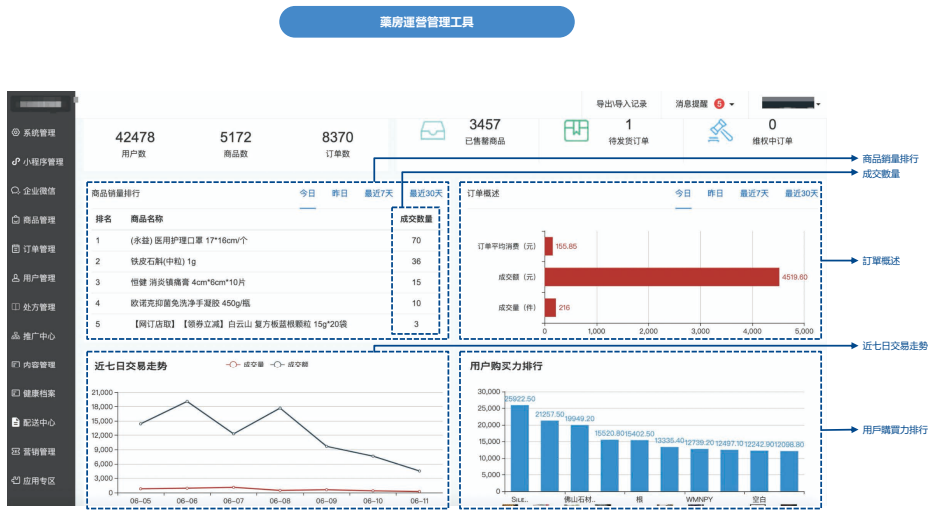 藥房運營管理工具
导出\导入记录 消息提醒 5
系统管理
小程序管理
企业微信
商品管理
订单管理
用户管理
处方管理
推广中心
内容管理
健康档案
配送中心
营销管理
应用专区
42478 5172 8370 3457 1 0
用户数 商品数 订单数 已售罄商品 待发货订单 维权中订单
商品销量排行 今日 昨日 最近7天 最近30天
排名 商品名称 成交数量
1 (永益) 医用护理口罩 17*16cm/个 70
2 铁皮石斛(中粒) 1g 36
3 恒健 消炎镇痛膏 4cm*6cm*10片 15
4 欧诺克抑菌免洗净手凝胶 450g/瓶 10
5 【网订店取】【领券立减】白云山 复方板蓝根颗粒 15g*20袋 3
订单概述 今日 昨日 最近7天 最近30天
订单平均消费（元） 155.85
成交额（元） 4519.60
成交量（件） 216
0 1,000 2,000 3,000 4,000 5,000
近七日交易走势 成交量 成交额
21,000
18,000
15,000
12,000
9,000
6,000
3,000
0
06-05 06-06 06-07 06-08 06-09 06-10 06-11
用户购买力排行
30,000
25,000
20,000
15,000
10,000
5,000
0
25922.50 21257.50 19949.20 15520.80 15402.50 13335.40 12739.20 12497.10 12242.90 12098.80
佛山石材.. 根 WMNPY 空白
商品銷量排行
成交數量
訂單概述
近七日交易走勢
用戶購買力排行